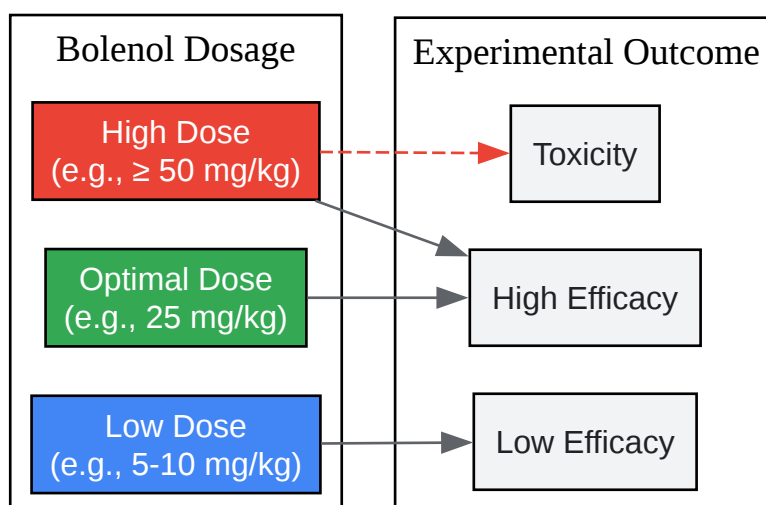 Bolenol Dosage
Experimental Outcome
High Dose
(e.g., ≥ 50 mg/kg)
Toxicity
Optimal Dose
(e.g., 25 mg/kg)
High Efficacy
Low Dose
(e.g., 5-10 mg/kg)
Low Efficacy